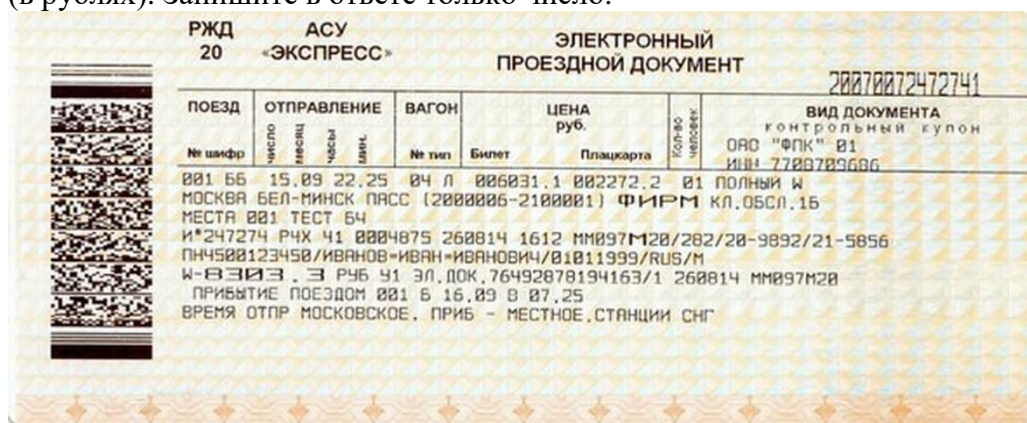 (в рублях). Запишите в ответе только число.
РЖД АСУ ЭЛЕКТРОННЫЙ
20 «ЭКСПРЕСС» ПРОЕЗДНОЙ ДОКУМЕНТ
20070072472741
ПОЕЗД ОТПРАВЛЕНИЕ ВАГОН ЦЕНА руб. Кол-во человек ВИД ДОКУМЕНТА
число месяц часы мин. контрольный купон
№ шифр № тип Билет Плацкарта ОАО "ФПК" 01
ИНН 7708709686
001 ББ 15.09 22.25 04 Л 006031.1 002272.2 01 ПОЛНЫЙ W
МОСКВА БЕЛ-МИНСК ПАСС (2000006-2100001) ФИРМ КЛ.ОБСЛ.1Б
МЕСТА 001 ТЕСТ БЧ
И*247274 РЧХ Ч1 0004875 260814 1612 ММ097М20/282/20-9892/21-5856
ПН4500123450/ИВАНОВ=ИВАН=ИВАНОВИЧ/01011999/RUS/М
W-8303.3 РУБ Ч1 ЭЛ.ДОК.76492878194163/1 260814 ММ097М20
ПРИБЫТИЕ ПОЕЗДОМ 001 Б 16.09 В 07.25
ВРЕМЯ ОТПР МОСКОВСКОЕ. ПРИБ - МЕСТНОЕ.СТАНЦИИ СНГ